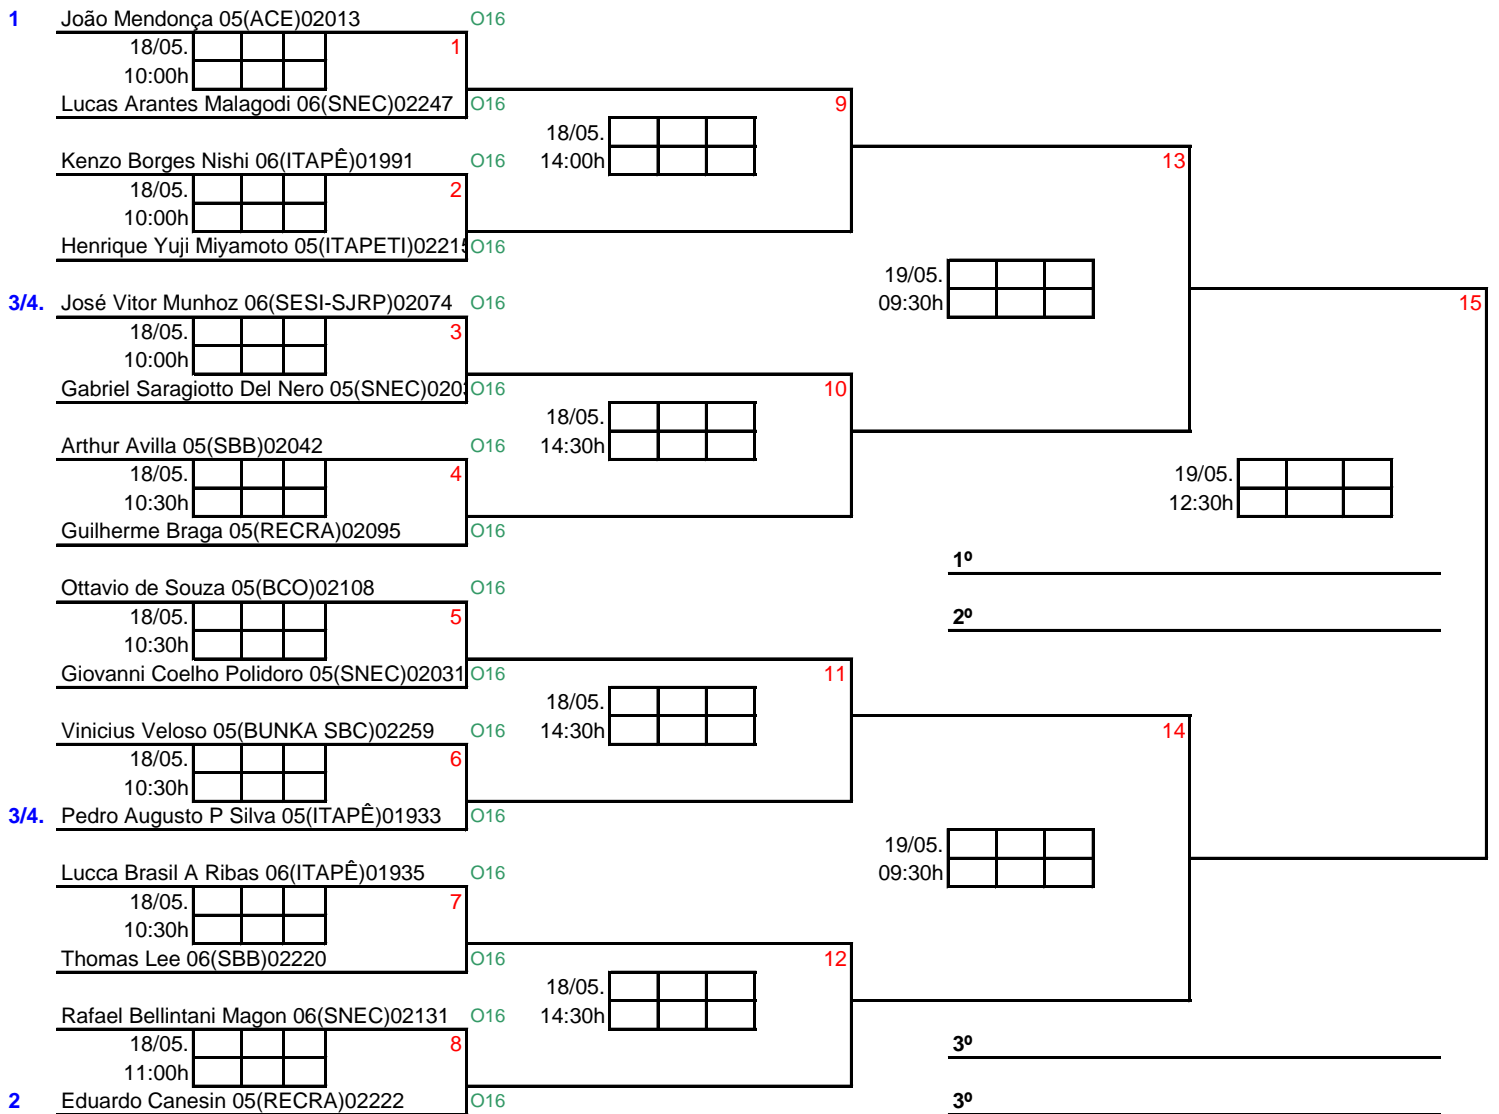 1 João Mendonça 05(ACE)02013 O16
18/05. 1
10:00h
Lucas Arantes Malagodi 06(SNEC)02247 O16 9
18/05.
Kenzo Borges Nishi 06(ITAPÊ)01991 O16 14:00h 13
18/05. 2
10:00h
Henrique Yuji Miyamoto 05(ITAPETI)0221 O16
19/05.
3/4. José Vitor Munhoz 06(SESI-SJRP)02074 O16 09:30h 15
18/05. 3
10:00h
Gabriel Saragiotto Del Nero 05(SNEC)020 O16 10
18/05.
Arthur Avilla 05(SBB)02042 O16 14:30h
18/05. 4 19/05.
10:30h 12:30h
Guilherme Braga 05(RECRA)02095 O16
1º
Ottavio de Souza 05(BCO)02108 O16
18/05. 5 2º
10:30h
Giovanni Coelho Polidoro 05(SNEC)02031 O16 11
18/05.
Vinicius Veloso 05(BUNKA SBC)02259 O16 14:30h 14
18/05. 6
10:30h
3/4. Pedro Augusto P Silva 05(ITAPÊ)01933 O16
19/05.
Lucca Brasil A Ribas 06(ITAPÊ)01935 O16 09:30h
18/05. 7
10:30h
Thomas Lee 06(SBB)02220 O16 12
18/05.
Rafael Bellintani Magon 06(SNEC)02131 O16 14:30h
18/05. 8 3º
11:00h
2 Eduardo Canesin 05(RECRA)02222 O16 3º